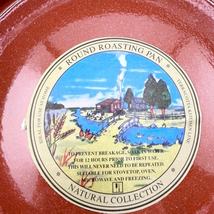 ROUND ROASTING PAN
TO PREVENT BREAKAGE, SOAK IN WATER
FOR 12 HOURS PRIOR TO FIRST USE.
THIS WILL NEVER NEED TO BE REPEATED.
SUITABLE FOR STOVETOP, OVEN,
MICROWAVE AND FREEZING.
NATURAL COLLECTION